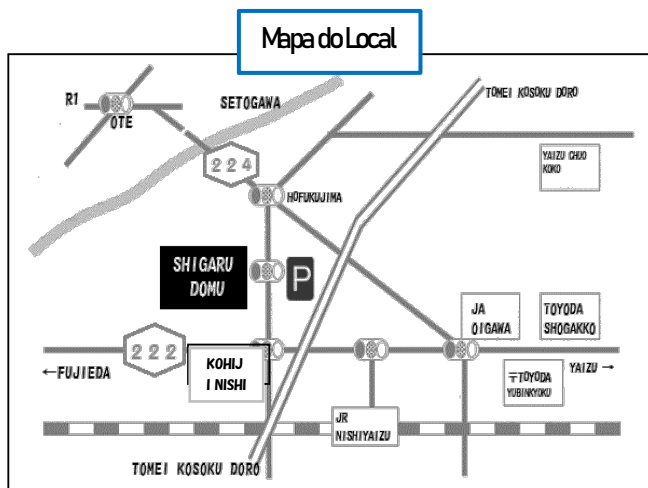 Mapa do Local
R1
OTE
SETOGAWA
TOMEI KOSOKU DORO
224
HOFUKUJIMA
YAIZU CHUO
KOKO
SHIGARU
DOMU
P
JA
OIGAWA
TOYODA
SHOGAKKO
222
KOHIJ
I NISHI
←FUJIEDA
YAIZU →
〒TOYODA
YUBINKYOKU
JR
NISHIYAIZU
TOMEI KOSOKU DORO